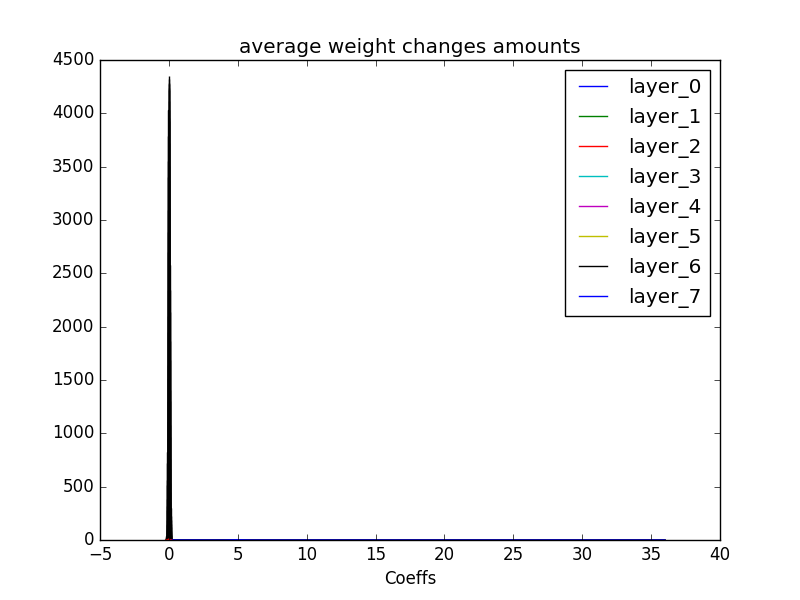 average weight changes amounts
4500
4000
3500
3000
2500
2000
1500
1000
500
0
−5
0
5
10
15
20
25
30
35
40
Coeffs
layer_0
layer_1
layer_2
layer_3
layer_4
layer_5
layer_6
layer_7